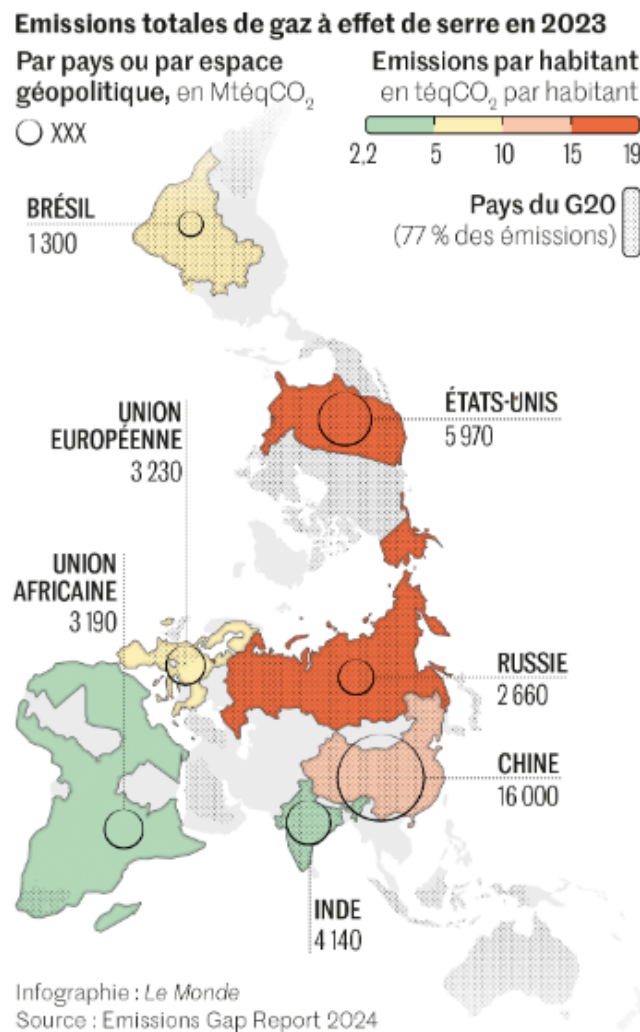 Emissions totales de gaz à effet de serre en 2023
Par pays ou par espace
géopolitique, en MtéqCO₂
XXX
Emissions par habitant
en téqCO₂ par habitant
2,2 5 10 15 19
Pays du G20
(77 % des émissions)
BRÉSIL
1 300
ÉTATS-UNIS
5 970
UNION
EUROPÉENNE
3 230
UNION
AFRICAINE
3 190
RUSSIE
2 660
CHINE
16 000
INDE
4 140
Infographie : Le Monde
Source : Emissions Gap Report 2024